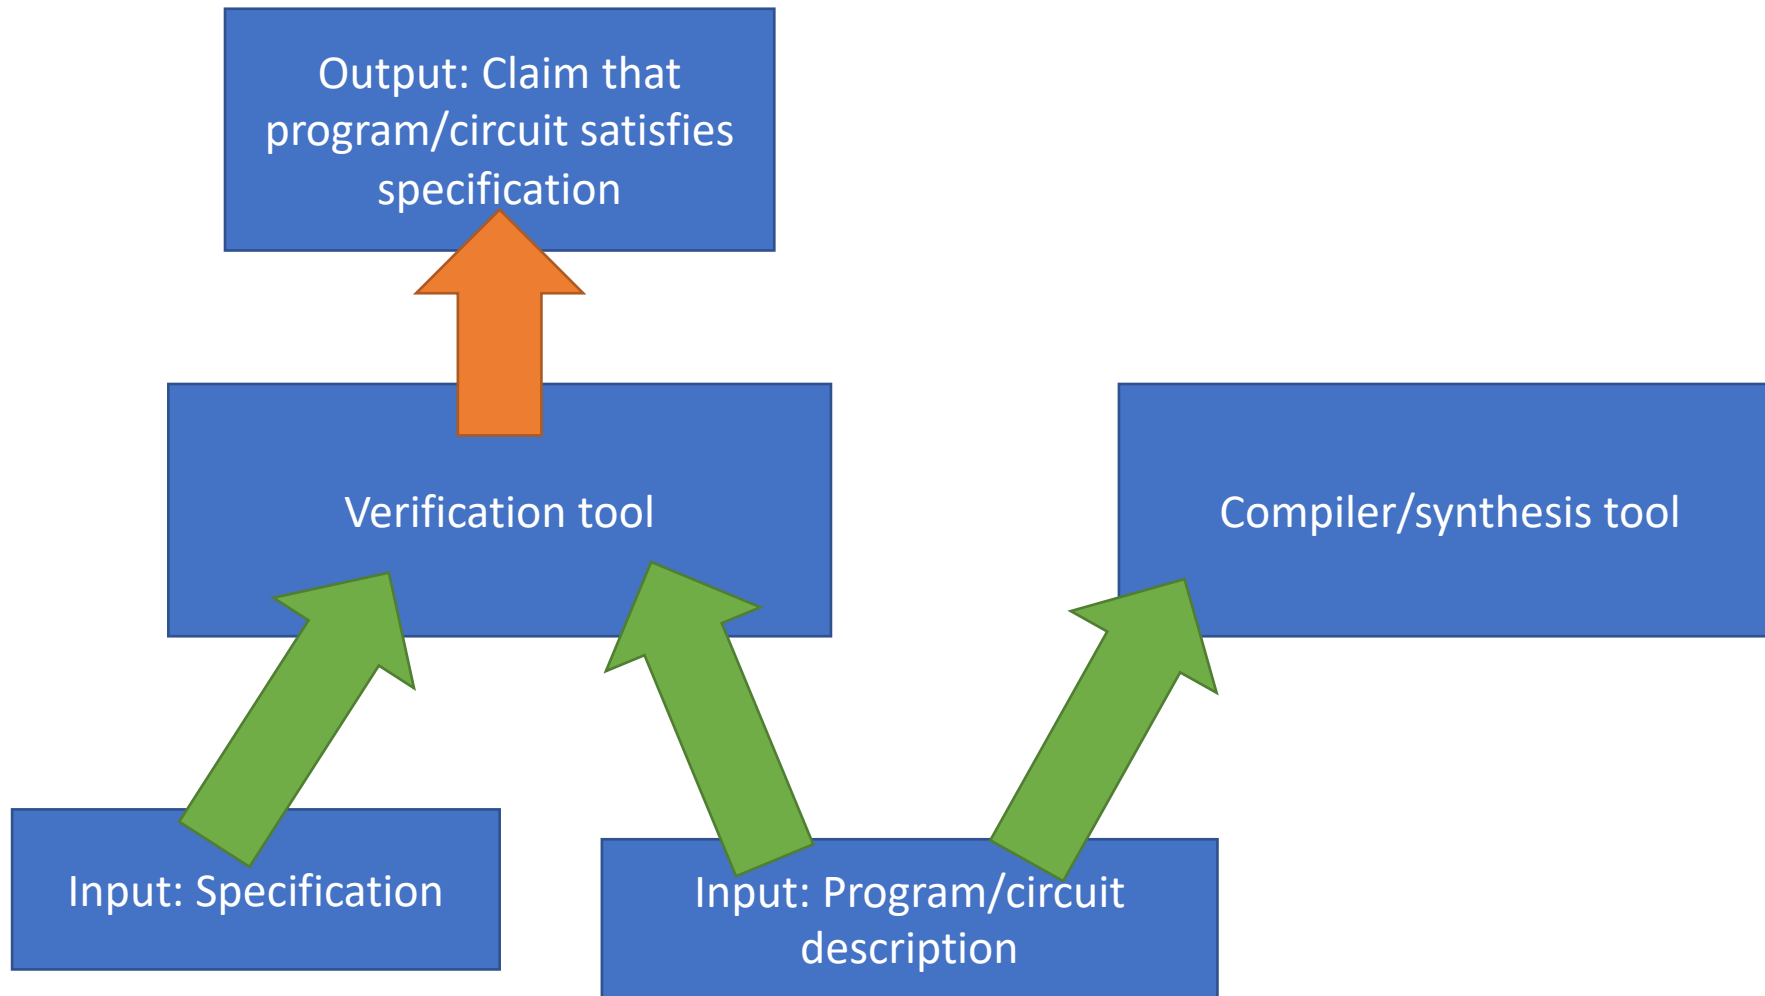 Output: Claim that
program/circuit satisfies
specification
Verification tool
Compiler/synthesis tool
Input: Specification
Input: Program/circuit
description